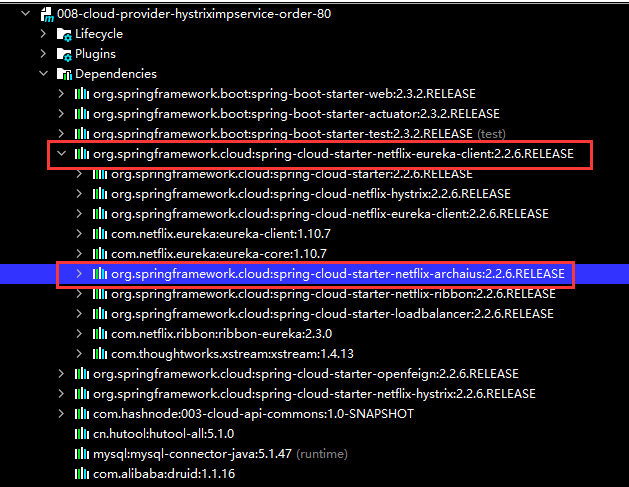 008-cloud-provider-hystriximpservice-order-80
Lifecycle
Plugins
Dependencies
org.springframework.boot:spring-boot-starter-web:2.3.2.RELEASE
org.springframework.boot:spring-boot-starter-actuator:2.3.2.RELEASE
org.springframework.boot:spring-boot-starter-test:2.3.2.RELEASE (test)
org.springframework.cloud:spring-cloud-starter-netflix-eureka-client:2.2.6.RELEASE
org.springframework.cloud:spring-cloud-starter:2.2.6.RELEASE
org.springframework.cloud:spring-cloud-netflix-hystrix:2.2.6.RELEASE
org.springframework.cloud:spring-cloud-netflix-eureka-client:2.2.6.RELEASE
com.netflix.eureka:eureka-client:1.10.7
com.netflix.eureka:eureka-core:1.10.7
org.springframework.cloud:spring-cloud-starter-netflix-archaius:2.2.6.RELEASE
org.springframework.cloud:spring-cloud-starter-netflix-ribbon:2.2.6.RELEASE
org.springframework.cloud:spring-cloud-starter-loadbalancer:2.2.6.RELEASE
com.netflix.ribbon:ribbon-eureka:2.3.0
com.thoughtworks.xstream:xstream:1.4.13
org.springframework.cloud:spring-cloud-starter-openfeign:2.2.6.RELEASE
org.springframework.cloud:spring-cloud-starter-netflix-hystrix:2.2.6.RELEASE
com.hashnode:003-cloud-api-commons:1.0-SNAPSHOT
cn.hutool:hutool-all:5.1.0
mysql:mysql-connector-java:5.1.47 (runtime)
com.alibaba:druid:1.1.16